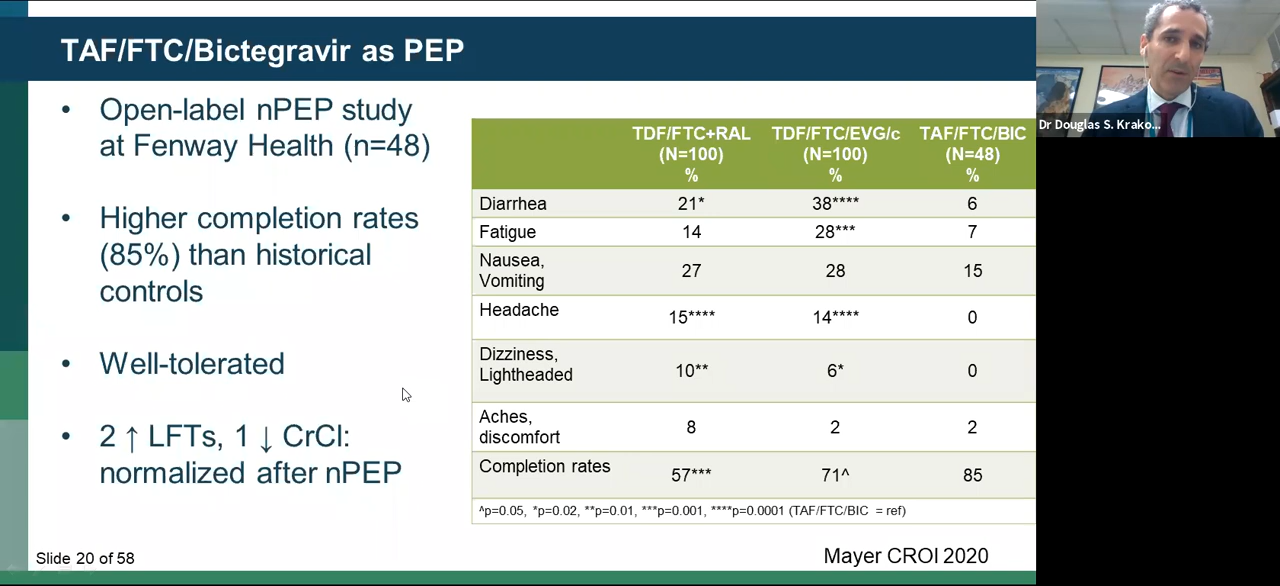 TAF/FTC/Bictegravir as PEP
• Open-label nPEP study
at Fenway Health (n=48)
• Higher completion rates
(85%) than historical
controls
• Well-tolerated
• 2 ↑ LFTs, 1 ↓ CrCl:
normalized after nPEP
TDF/FTC+RAL TDF/FTC/EVG/c TAF/FTC/BIC
(N=100) (N=100) (N=48)
% % %
Diarrhea 21* 38**** 6
Fatigue 14 28*** 7
Nausea,
Vomiting 27 28 15
Headache 15**** 14**** 0
Dizziness,
Lightheaded 10** 6* 0
Aches,
discomfort 8 2 2
Completion rates 57*** 71^ 85
^p=0.05, *p=0.02, **p=0.01, ***p=0.001, ****p=0.0001 (TAF/FTC/BIC = ref)
Slide 20 of 58
Mayer CROI 2020
Dr Douglas S. Krako...